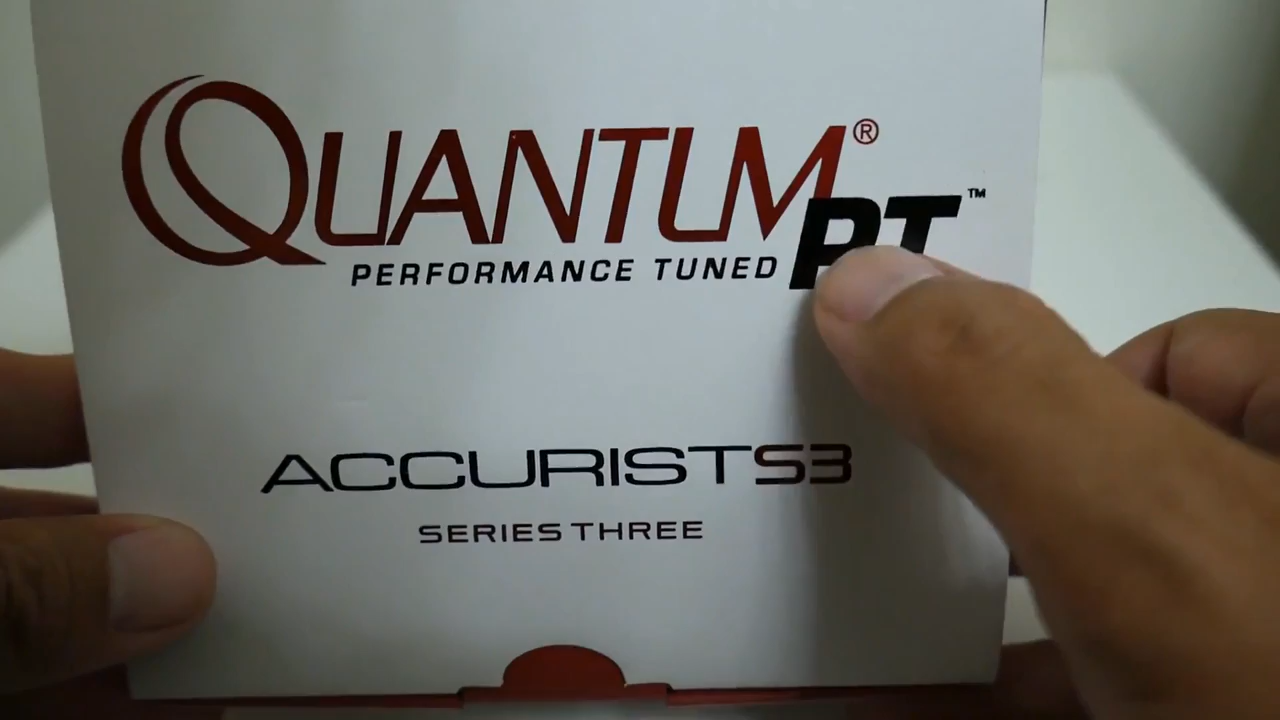 QUANTUM®
PT™
PERFORMANCE TUNED
ACCURIST S3
SERIES THREE